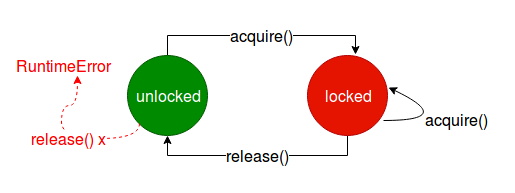 acquire()
RuntimeError
unlocked
locked
acquire()
release() x
release()